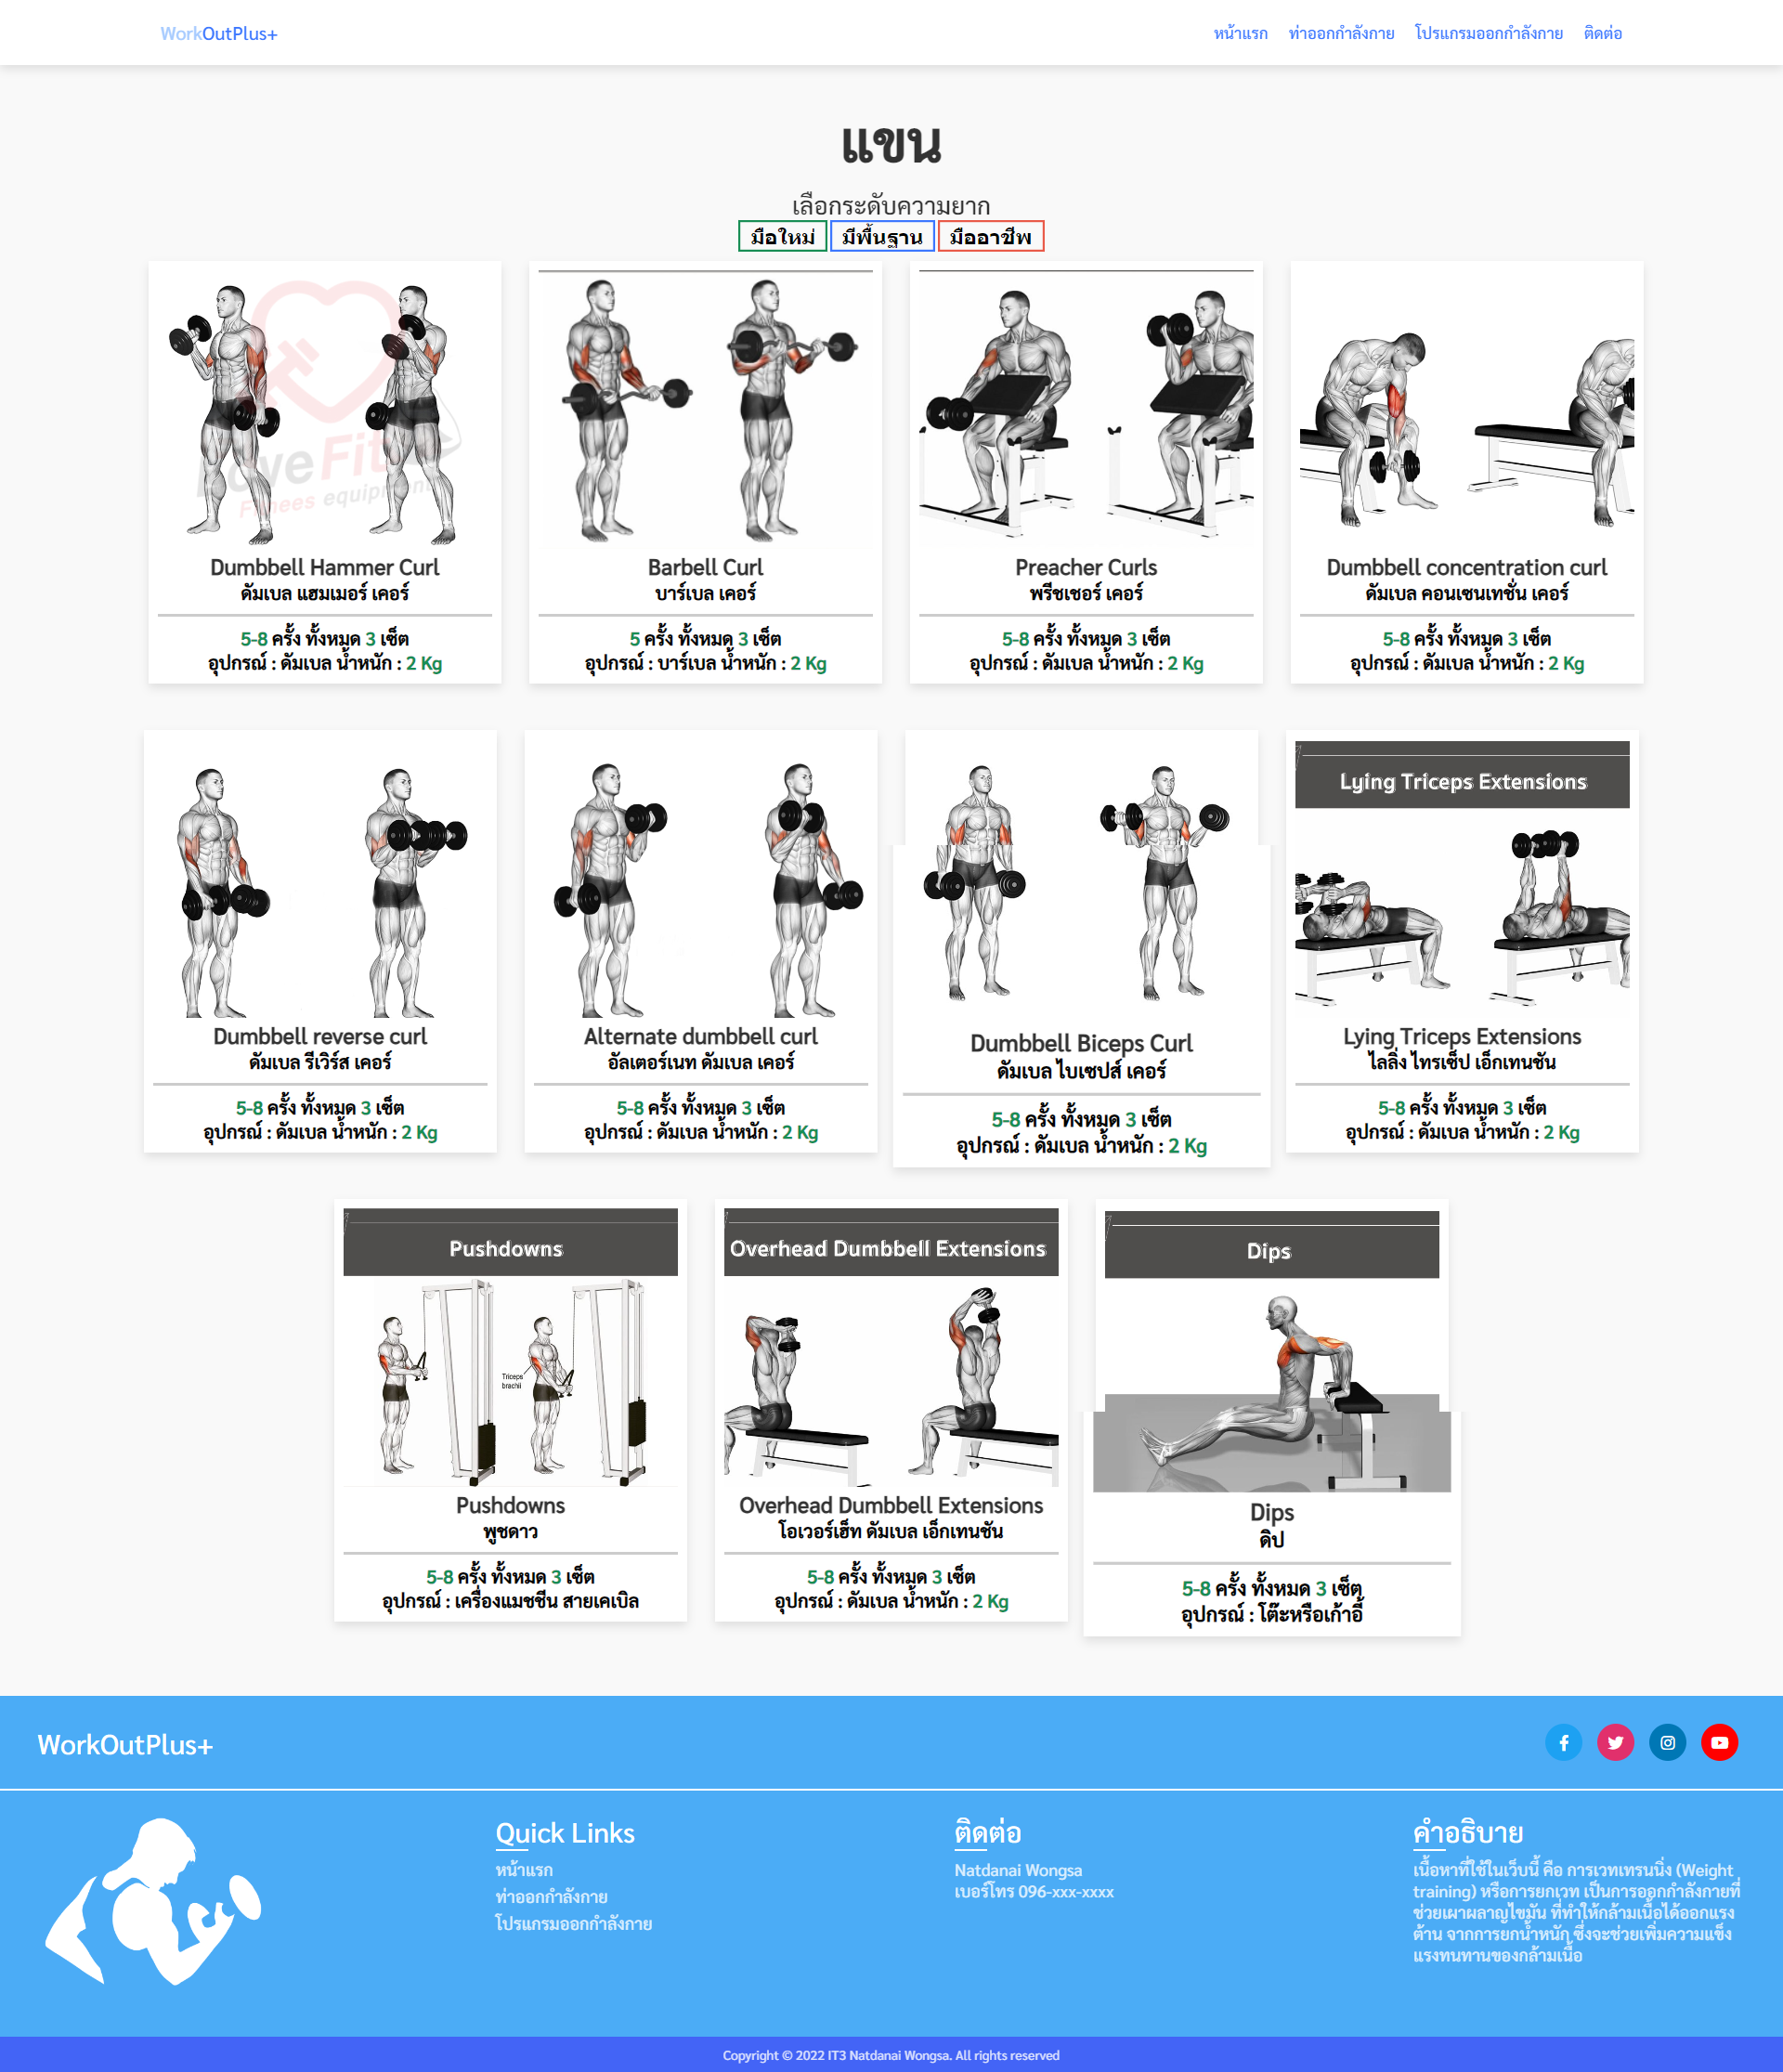 WorkOutPlus+
หน้าแรก ท่าออกกำลังกาย โปรแกรมออกกำลังกาย ติดต่อ
แขน
เลือกระดับความยาก
มือใหม่ มีพื้นฐาน มืออาชีพ
Fit
Fitnees equipment
Dumbbell Hammer Curl
ดัมเบล แฮมเมอร์ เคอร์
5-8 ครั้ง ทั้งหมด 3 เซ็ต
อุปกรณ์ : ดัมเบล น้ำหนัก : 2 Kg
Barbell Curl
บาร์เบล เคอร์
5 ครั้ง ทั้งหมด 3 เซ็ต
อุปกรณ์ : บาร์เบล น้ำหนัก : 2 Kg
Preacher Curls
พรีชเชอร์ เคอร์
5-8 ครั้ง ทั้งหมด 3 เซ็ต
อุปกรณ์ : ดัมเบล น้ำหนัก : 2 Kg
Dumbbell concentration curl
ดัมเบล คอนเซนเทชั่น เคอร์
5-8 ครั้ง ทั้งหมด 3 เซ็ต
อุปกรณ์ : ดัมเบล น้ำหนัก : 2 Kg
Dumbbell reverse curl
ดัมเบล รีเวิร์ส เคอร์
5-8 ครั้ง ทั้งหมด 3 เซ็ต
อุปกรณ์ : ดัมเบล น้ำหนัก : 2 Kg
Alternate dumbbell curl
อัลเตอร์เนท ดัมเบล เคอร์
5-8 ครั้ง ทั้งหมด 3 เซ็ต
อุปกรณ์ : ดัมเบล น้ำหนัก : 2 Kg
Dumbbell Biceps Curl
ดัมเบล ไบเซปส์ เคอร์
5-8 ครั้ง ทั้งหมด 3 เซ็ต
อุปกรณ์ : ดัมเบล น้ำหนัก : 2 Kg
Lying Triceps Extensions
Lying Triceps Extensions
ไลลิ่ง ไทรเซ็ป เอ็กเทนชัน
5-8 ครั้ง ทั้งหมด 3 เซ็ต
อุปกรณ์ : ดัมเบล น้ำหนัก : 2 Kg
Pushdowns
Triceps
brachii
Pushdowns
พูชดาว
5-8 ครั้ง ทั้งหมด 3 เซ็ต
อุปกรณ์ : เครื่องแมชชีน สายเคเบิล
Overhead Dumbbell Extensions
Overhead Dumbbell Extensions
โอเวอร์เฮ็ท ดัมเบล เอ็กเทนชัน
5-8 ครั้ง ทั้งหมด 3 เซ็ต
อุปกรณ์ : ดัมเบล น้ำหนัก : 2 Kg
Dips
Dips
ดิป
5-8 ครั้ง ทั้งหมด 3 เซ็ต
อุปกรณ์ : โต๊ะหรือเก้าอี้
WorkOutPlus+
Quick Links
หน้าแรก
ท่าออกกำลังกาย
โปรแกรมออกกำลังกาย
ติดต่อ
Natdanai Wongsa
เบอร์โทร 096-xxx-xxxx
คำอธิบาย
เนื้อหาที่ใช้ในเว็บนี้ คือ การเวทเทรนนิ่ง (Weight
training) หรือการยกเวท เป็นการออกกำลังกายที่
ช่วยเผาผลาญไขมัน ที่ทำให้กล้ามเนื้อได้ออกแรง
ต้าน จากการยกน้ำหนัก ซึ่งจะช่วยเพิ่มความแข็ง
แรงทนทานของกล้ามเนื้อ
Copyright © 2022 IT3 Natdanai Wongsa. All rights reserved